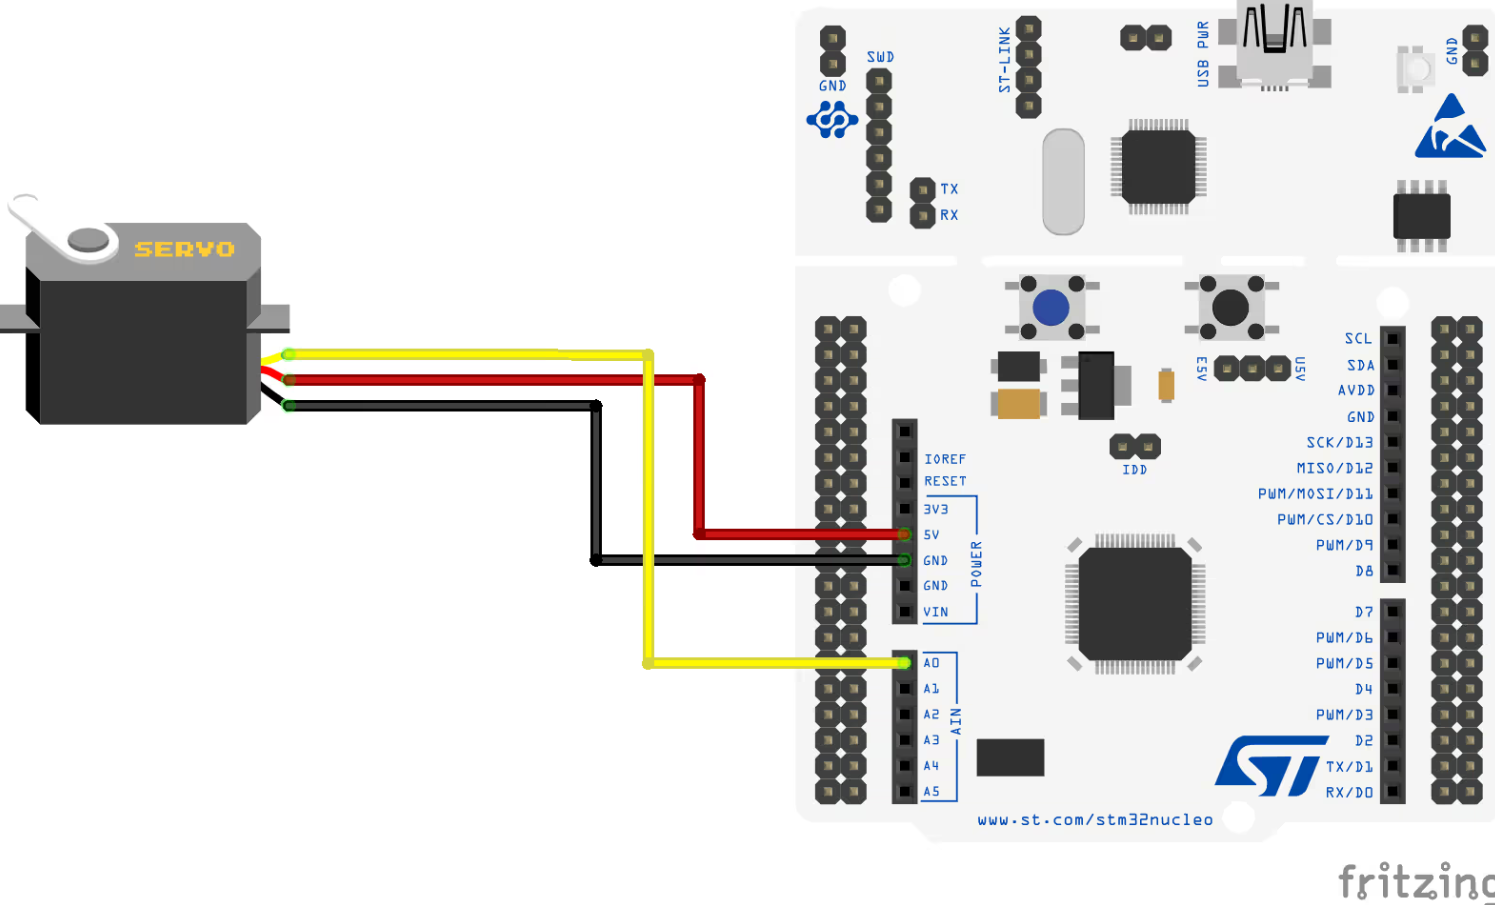 SERVO
GND
SWD
TX
RX
ST-LINK
USB PWR
GND
E5V
U5V
IDD
IOREF
RESET
3V3
5V
GND
GND
VIN
POWER
A0
A1
A2
A3
A4
A5
AIN
SCL
SDA
AVDD
GND
SCK/D13
MISO/D12
PWM/MOSI/D11
PWM/CS/D10
PWM/D9
D8
D7
PWM/D6
PWM/D5
D4
PWM/D3
D2
TX/D1
RX/D0
ST
www.st.com/stm32nucleo
fritzing